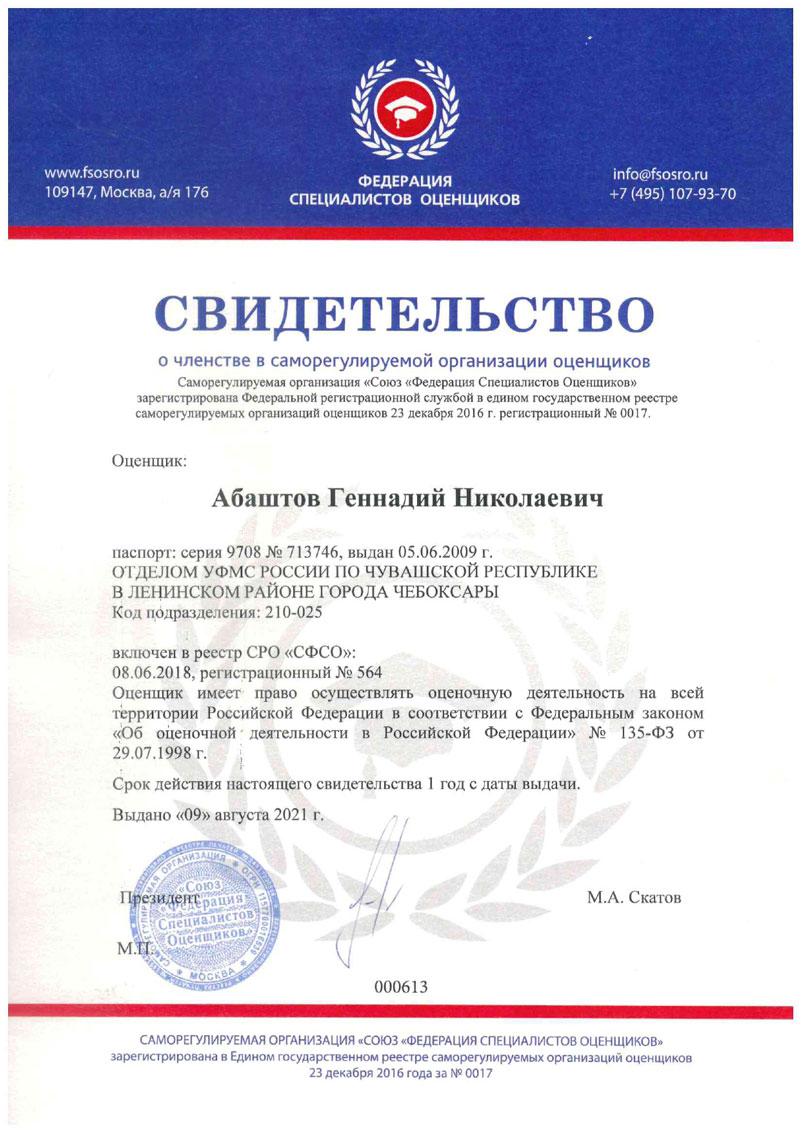 www.fsosro.ru
109147, Москва, а/я 176
ФЕДЕРАЦИЯ
СПЕЦИАЛИСТОВ ОЦЕНЩИКОВ
info@fsosro.ru
+7 (495) 107-93-70
СВИДЕТЕЛЬСТВО
о членстве в саморегулируемой организации оценщиков
Саморегулируемая организация «Союз «Федерация Специалистов Оценщиков»
зарегистрирована Федеральной регистрационной службой в едином государственном реестре
саморегулируемых организаций оценщиков 23 декабря 2016 г. регистрационный № 0017.
Оценщик:
Абаштов Геннадий Николаевич
паспорт: серия 9708 № 713746, выдан 05.06.2009 г.
ОТДЕЛОМ УФМС РОССИИ ПО ЧУВАШСКОЙ РЕСПУБЛИКЕ
В ЛЕНИНСКОМ РАЙОНЕ ГОРОДА ЧЕБОКСАРЫ
Код подразделения: 210-025
включен в реестр СРО «СФСО»:
08.06.2018, регистрационный № 564
Оценщик имеет право осуществлять оценочную деятельность на всей
территории Российской Федерации в соответствии с Федеральным законом
«Об оценочной деятельности в Российской Федерации» № 135-ФЗ от
29.07.1998 г.
Срок действия настоящего свидетельства 1 год с даты выдачи.
Выдано «09» августа 2021 г.
Президент
М.А. Скатов
М.П.
САМОРЕГУЛИРУЕМАЯ ОРГАНИЗАЦИЯ
«Союз
«Федерация
Специалистов
Оценщиков»
МОСКВА
000613
САМОРЕГУЛИРУЕМАЯ ОРГАНИЗАЦИЯ «СОЮЗ «ФЕДЕРАЦИЯ СПЕЦИАЛИСТОВ ОЦЕНЩИКОВ»
зарегистрирована в Едином государственном реестре саморегулируемых организаций оценщиков
23 декабря 2016 года за № 0017